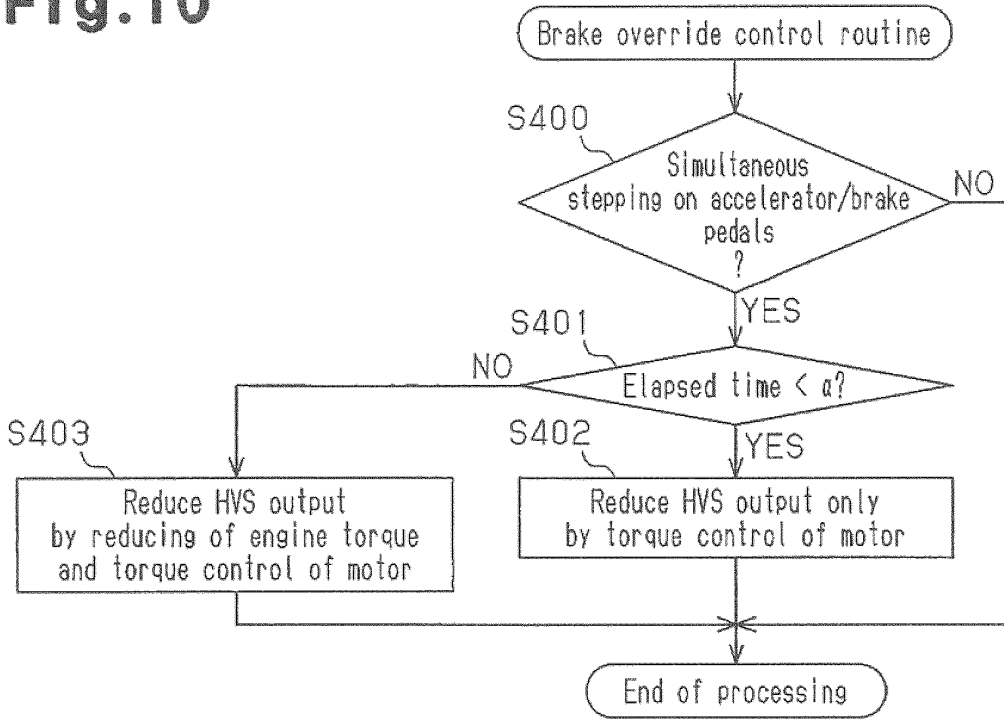 Fig.10
Brake override control routine
S400
Simultaneous
stepping on accelerator/brake
pedals
?
NO
YES
S401
NO
Elapsed time < α?
S403
S402
YES
Reduce HVS output
by reducing of engine torque
and torque control of motor
Reduce HVS output only
by torque control of motor
End of processing